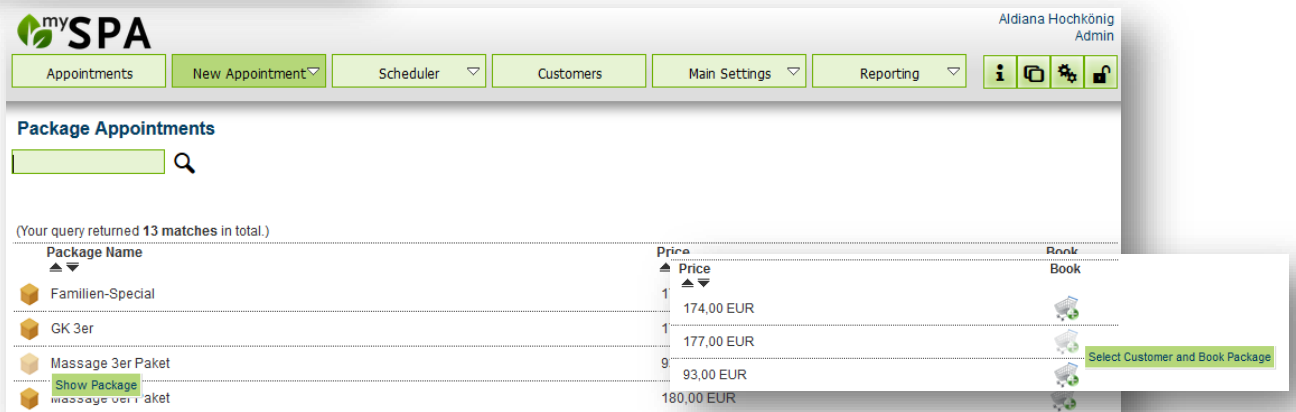 mySPA
Aldiana Hochkönig
Admin
Appointments
New Appointment
Scheduler
Customers
Main Settings
Reporting
Package Appointments
(Your query returned 13 matches in total.)
Package Name
Price
Book
Familien-Special
GK 3er
Massage 3er Paket
Show Package
180,00 EUR
Price
Book
174,00 EUR
177,00 EUR
Select Customer and Book Package
93,00 EUR